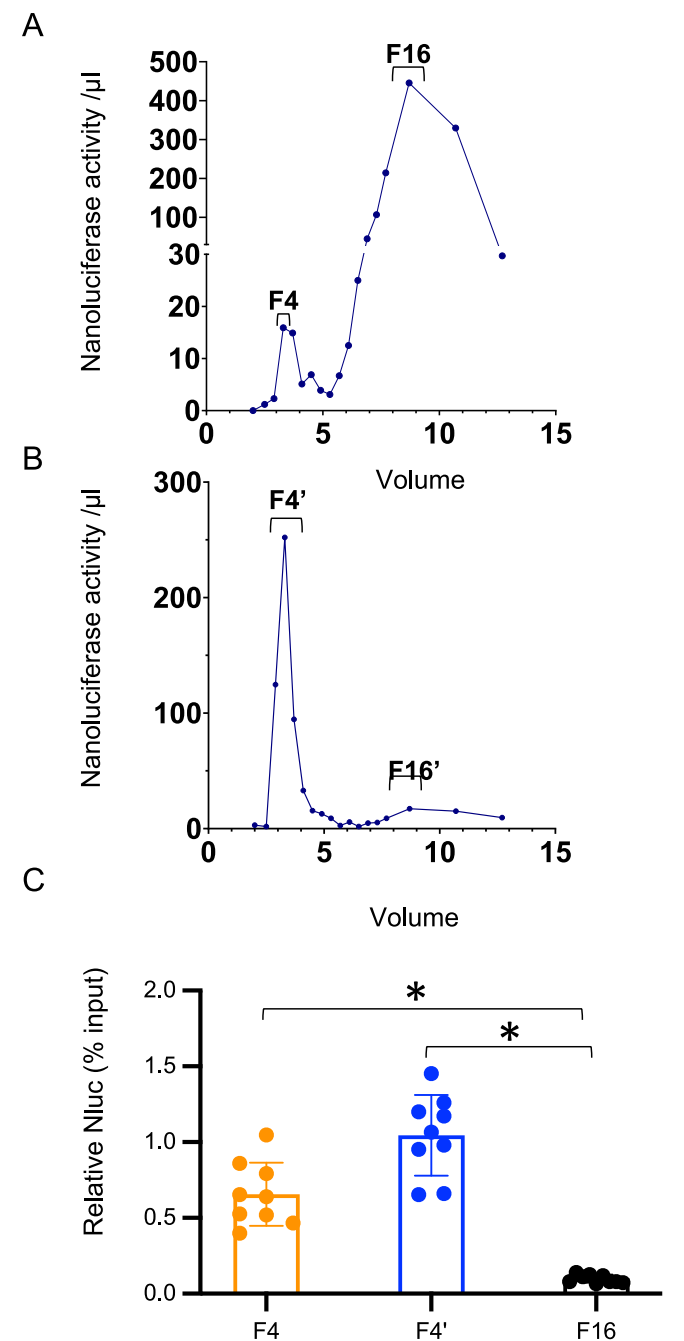 A
Nanoluciferase activity /µl
500
400
300
200
100
30
20
10
0
F16
F4
0 5 10 15
Volume
B
Nanoluciferase activity /µl
300
200
100
0
F4’
F16’
0 5 10 15
Volume
C
Relative Nluc (% input)
2.0
1.5
1.0
0.5
0.0
*
*
F4 F4' F16